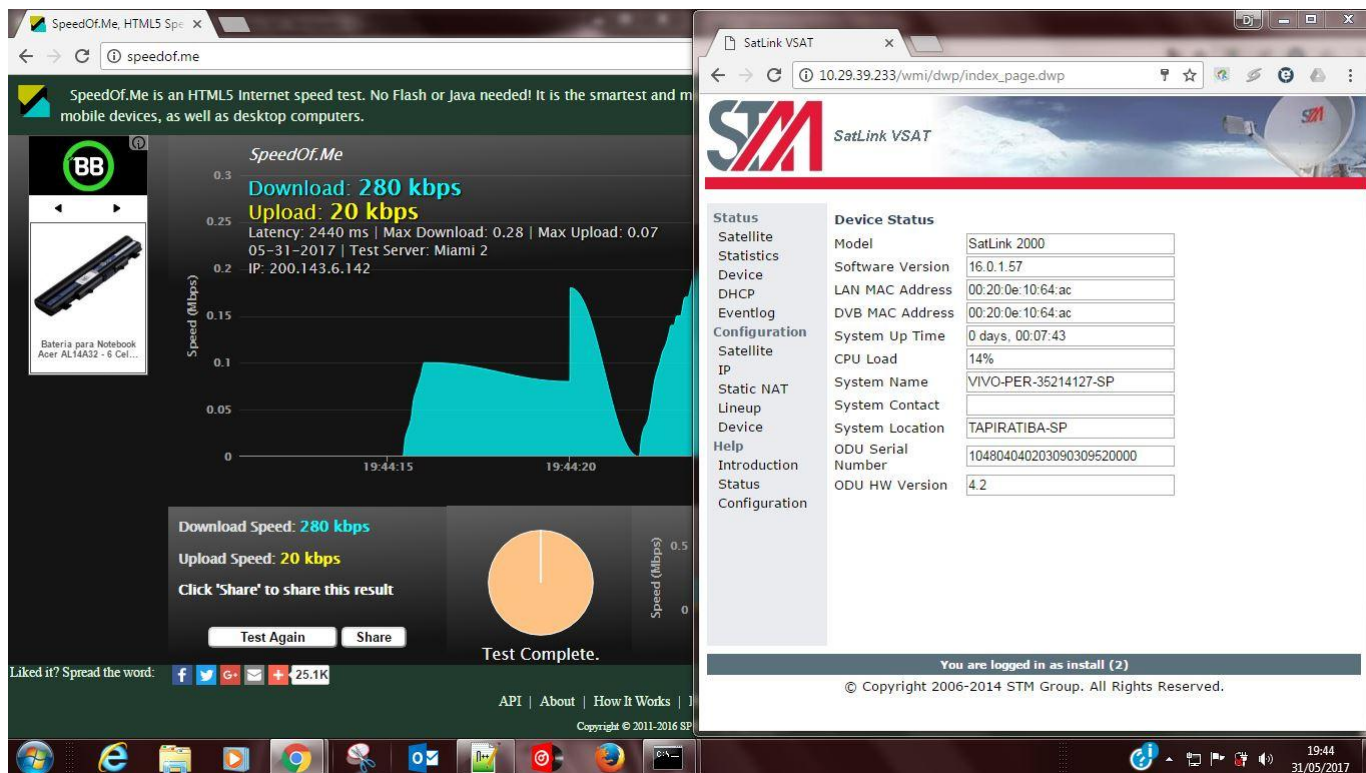 SpeedOf.Me, HTML5 Spe
speedof.me
SpeedOf.Me is an HTML5 Internet speed test. No Flash or Java needed! It is the smartest and m
mobile devices, as well as desktop computers.
BB
Bateria para Notebook
Acer AL14A32 - 6 Cel...
SpeedOf.Me
Download: 280 kbps
Upload: 20 kbps
Latency: 2440 ms | Max Download: 0.28 | Max Upload: 0.07
05-31-2017 | Test Server: Miami 2
IP: 200.143.6.142
Speed (Mbps)
0.3
0.25
0.2
0.15
0.1
0.05
0
19:44:15
19:44:20
Download Speed: 280 kbps
Upload Speed: 20 kbps
Click 'Share' to share this result
Test Again
Share
Test Complete.
Speed (Mbps)
0.5
0
Liked it? Spread the word:
25.1K
API | About | How It Works |
Copyright © 2011-2016 SP
SatLink VSAT
Dj
10.29.39.233/wmi/dwp/index_page.dwp
STM
SatLink VSAT
STM
Status
Satellite
Statistics
Device
DHCP
Eventlog
Configuration
Satellite
IP
Static NAT
Lineup
Device
Help
Introduction
Status
Configuration
Device Status
Model SatLink 2000
Software Version 16.0.1.57
LAN MAC Address 00:20:0e:10:64:ac
DVB MAC Address 00:20:0e:10:64:ac
System Up Time 0 days, 00:07:43
CPU Load 14%
System Name VIVO-PER-35214127-SP
System Contact
System Location TAPIRATIBA-SP
ODU Serial
Number 104804040203090309520000
ODU HW Version 4.2
You are logged in as install (2)
© Copyright 2006-2014 STM Group. All Rights Reserved.
19:44
31/05/2017